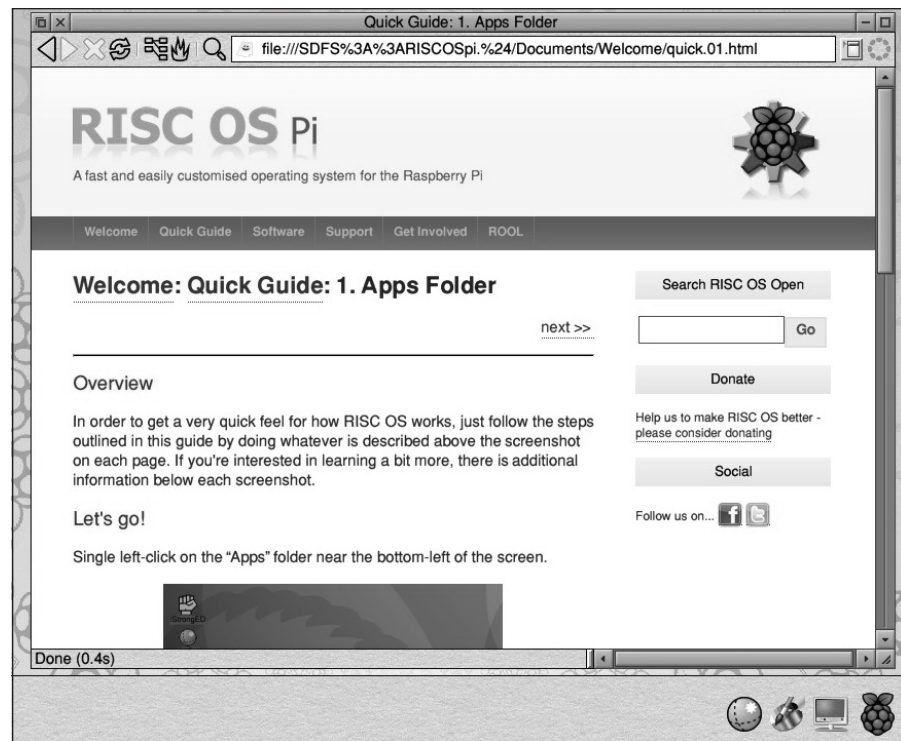 Quick Guide: 1. Apps Folder
file:///SDFS%3A%3ARISCOSpi.%24/Documents/Welcome/quick.01.html
RISC OS Pi
A fast and easily customised operating system for the Raspberry Pi
Welcome Quick Guide Software Support Get Involved ROOL
Welcome: Quick Guide: 1. Apps Folder
next >>
Overview
In order to get a very quick feel for how RISC OS works, just follow the steps
outlined in this guide by doing whatever is described above the screenshot
on each page. If you're interested in learning a bit more, there is additional
information below each screenshot.
Let's go!
Single left-click on the “Apps” folder near the bottom-left of the screen.
!StrongED
Search RISC OS Open
Go
Donate
Help us to make RISC OS better -
please consider donating
Social
Follow us on...
Done (0.4s)